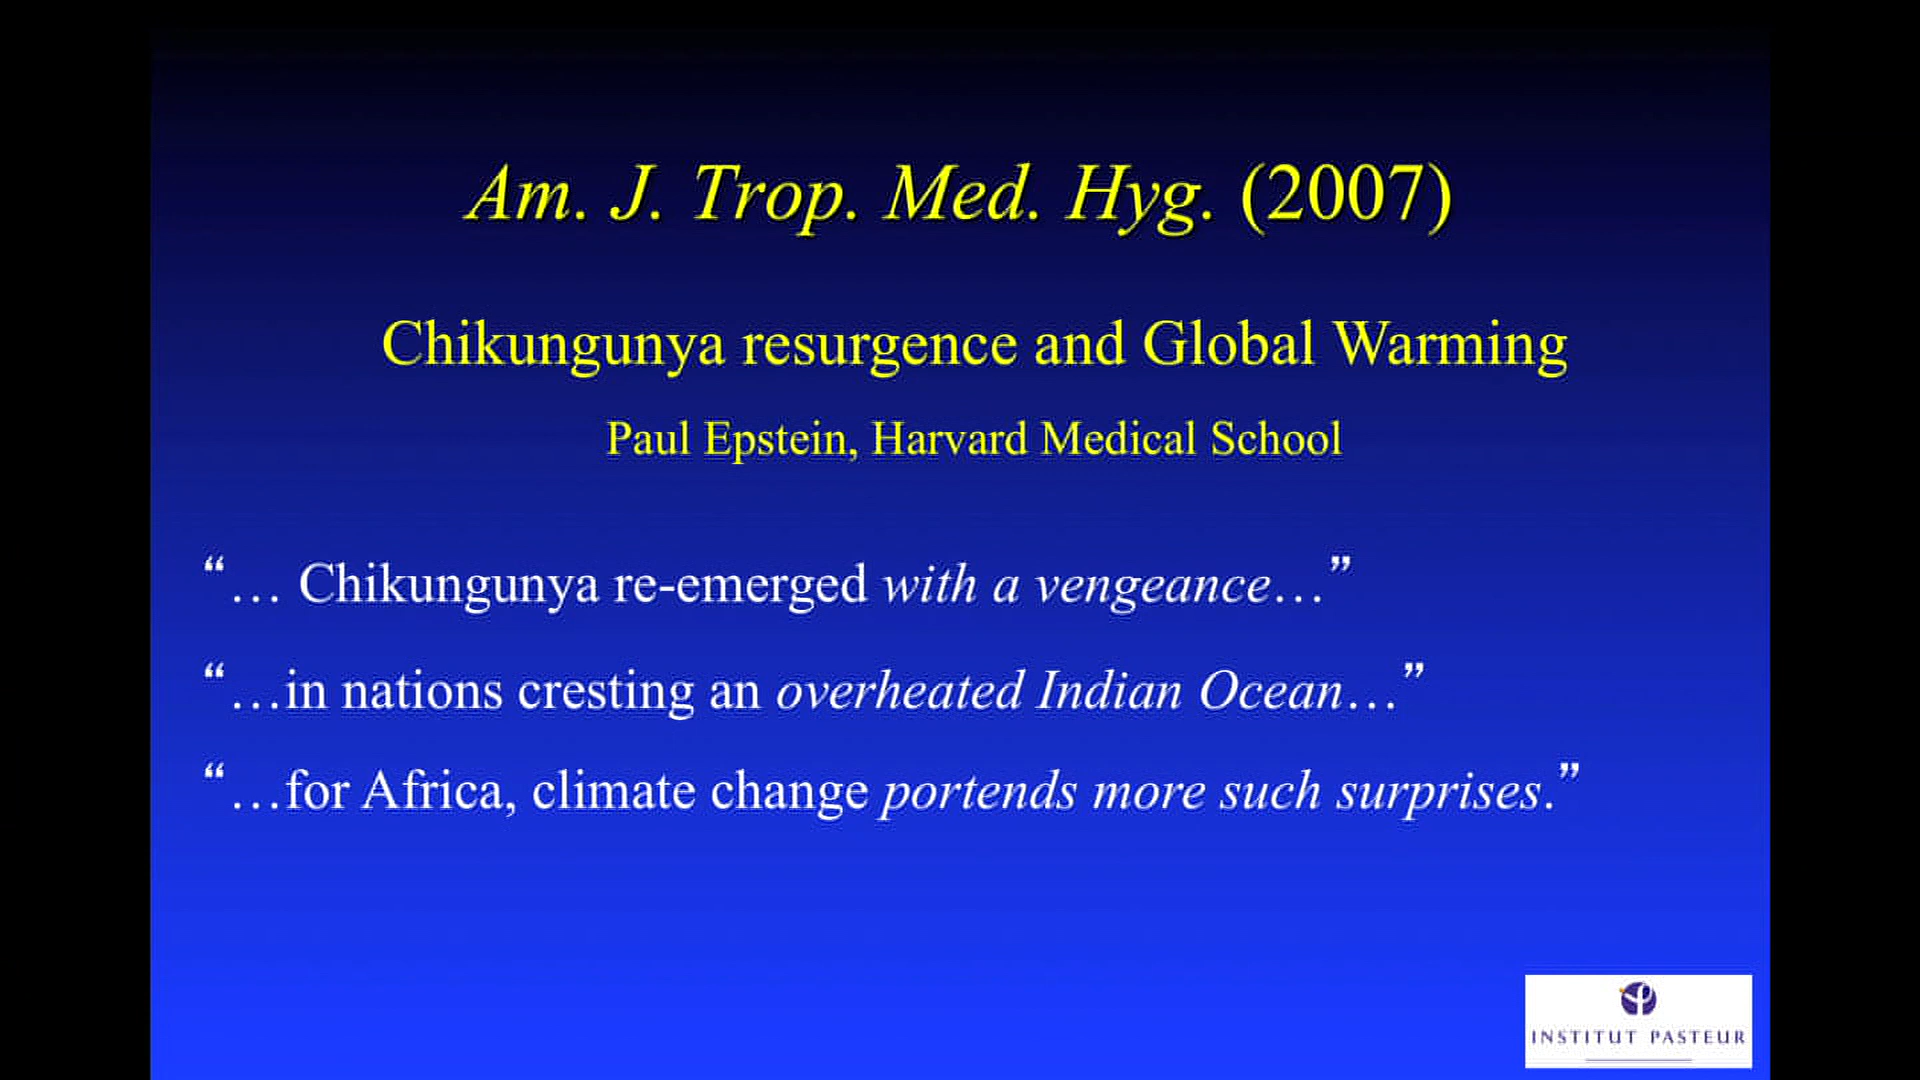 Am. J. Trop. Med. Hyg. (2007)
Chikungunya resurgence and Global Warming
Paul Epstein, Harvard Medical School
“… Chikungunya re-emerged with a vengeance…”
“…in nations cresting an overheated Indian Ocean…”
“…for Africa, climate change portends more such surprises.”
INSTITUT PASTEUR